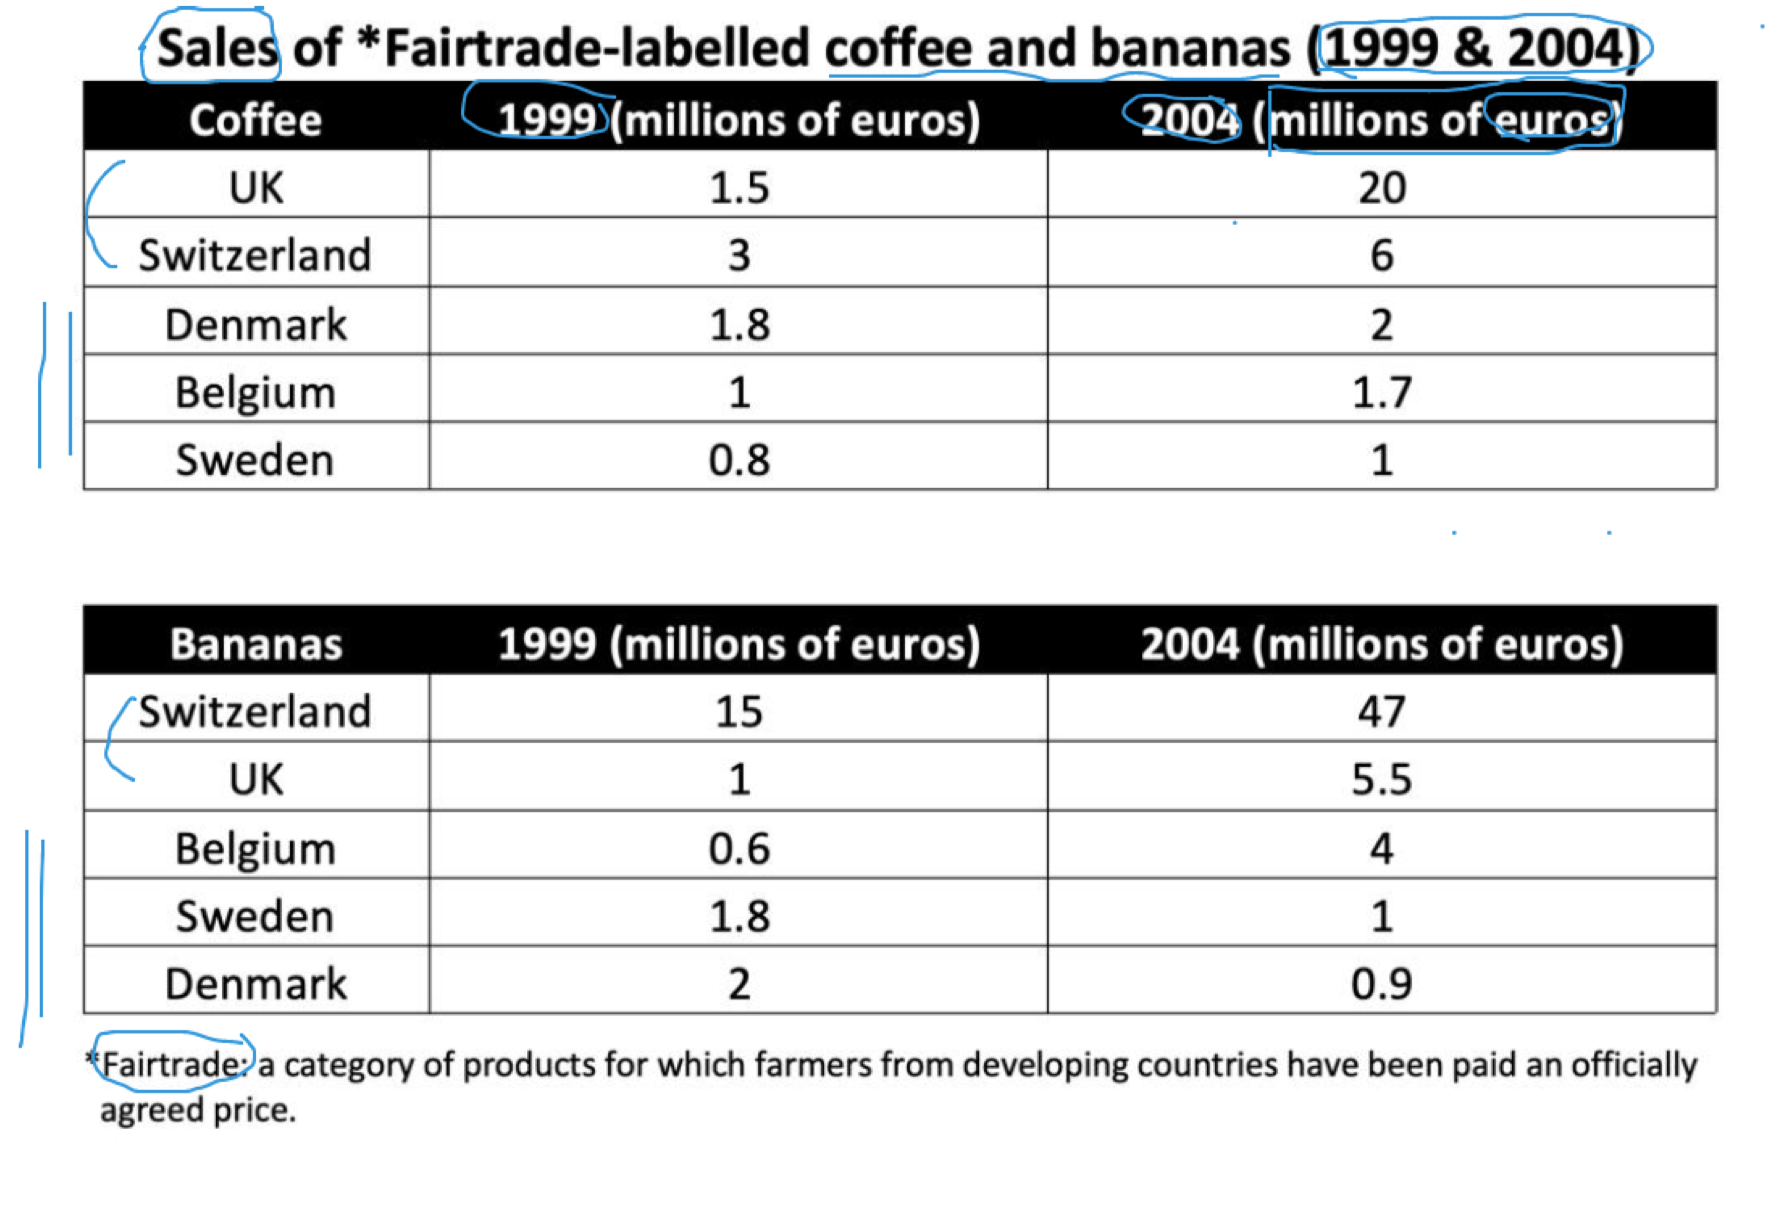 Sales of *Fairtrade-labelled coffee and bananas (1999 & 2004)
Coffee 1999 (millions of euros) 2004 (millions of euros)
UK 1.5 20
Switzerland 3 6
Denmark 1.8 2
Belgium 1 1.7
Sweden 0.8 1
Bananas 1999 (millions of euros) 2004 (millions of euros)
Switzerland 15 47
UK 1 5.5
Belgium 0.6 4
Sweden 1.8 1
Denmark 2 0.9
*Fairtrade: a category of products for which farmers from developing countries have been paid an officially
agreed price.